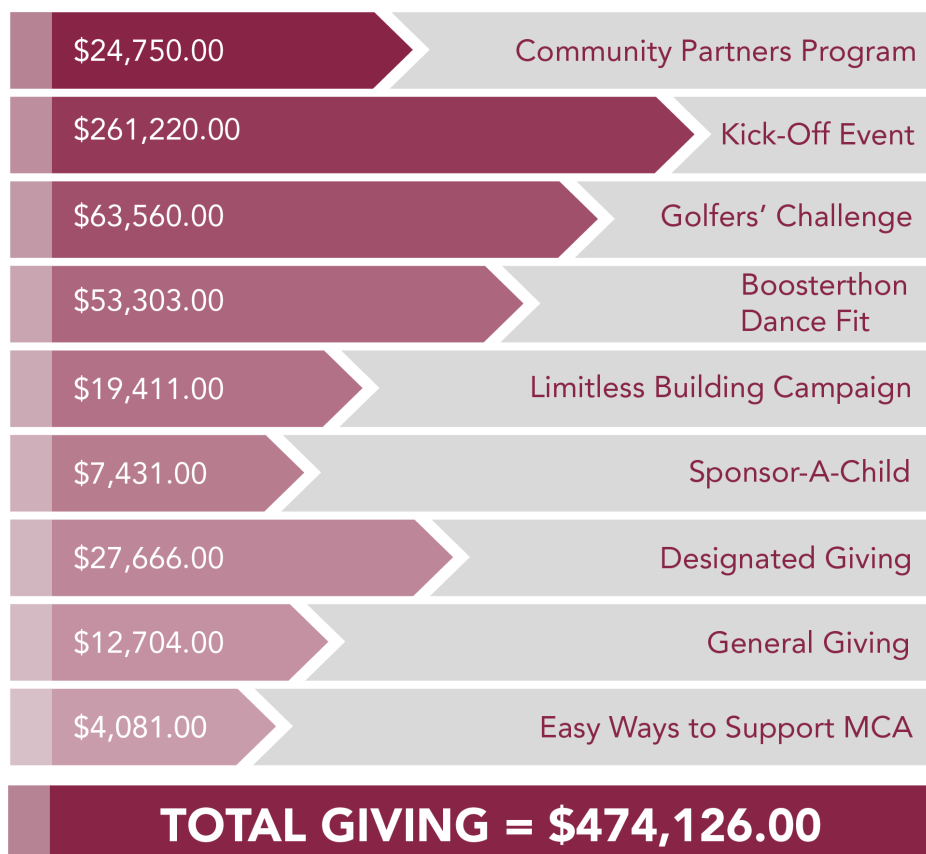 $24,750.00 Community Partners Program
$261,220.00 Kick-Off Event
$63,560.00 Golfers’ Challenge
$53,303.00 Boosterthon
Dance Fit
$19,411.00 Limitless Building Campaign
$7,431.00 Sponsor-A-Child
$27,666.00 Designated Giving
$12,704.00 General Giving
$4,081.00 Easy Ways to Support MCA
TOTAL GIVING = $474,126.00